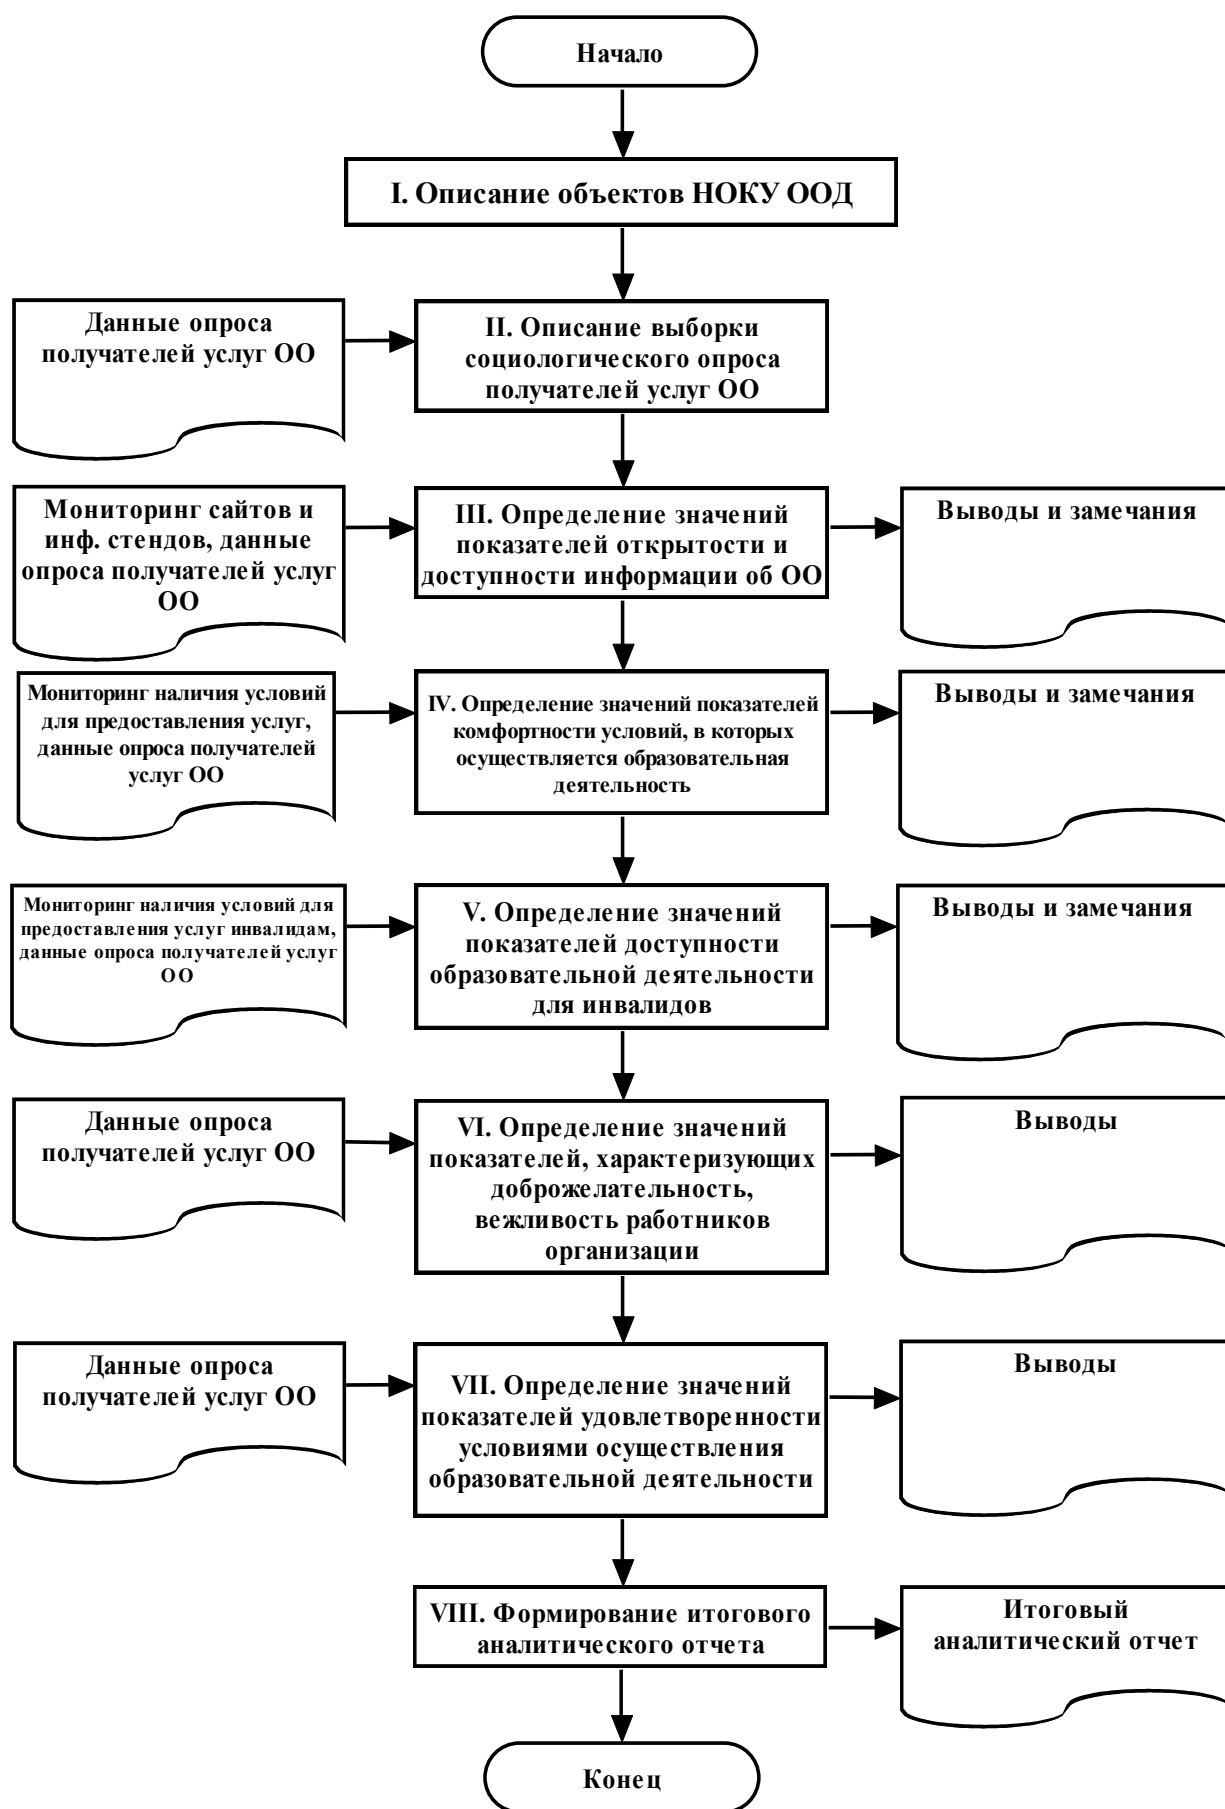 Начало
I. Описание объектов НОКУ ООД
Данные опроса
получателей услуг ОО
II. Описание выборки
социологического опроса
получателей услуг ОО
Мониторинг сайтов и
инф. стендов, данные
опроса получателей услуг
ОО
III. Определение значений
показателей открытости и
доступности информации об ОО
Выводы и замечания
Мониторинг наличия условий
для предоставления услуг,
данные опроса получателей
услуг ОО
IV. Определение значений показателей
комфортности условий, в которых
осуществляется образовательная
деятельность
Выводы и замечания
Мониторинг наличия условий для
предоставления услуг инвалидам,
данные опроса получателей услуг
ОО
V. Определение значений
показателей доступности
образовательной деятельности
для инвалидов
Выводы и замечания
Данные опроса
получателей услуг ОО
VI. Определение значений
показателей, характеризующих
доброжелательность,
вежливость работников
организации
Выводы
Данные опроса
получателей услуг ОО
VII. Определение значений
показателей удовлетворенности
условиями осуществления
образовательной деятельности
Выводы
VIII. Формирование итогового
аналитического отчета
Итоговый
аналитический отчет
Конец